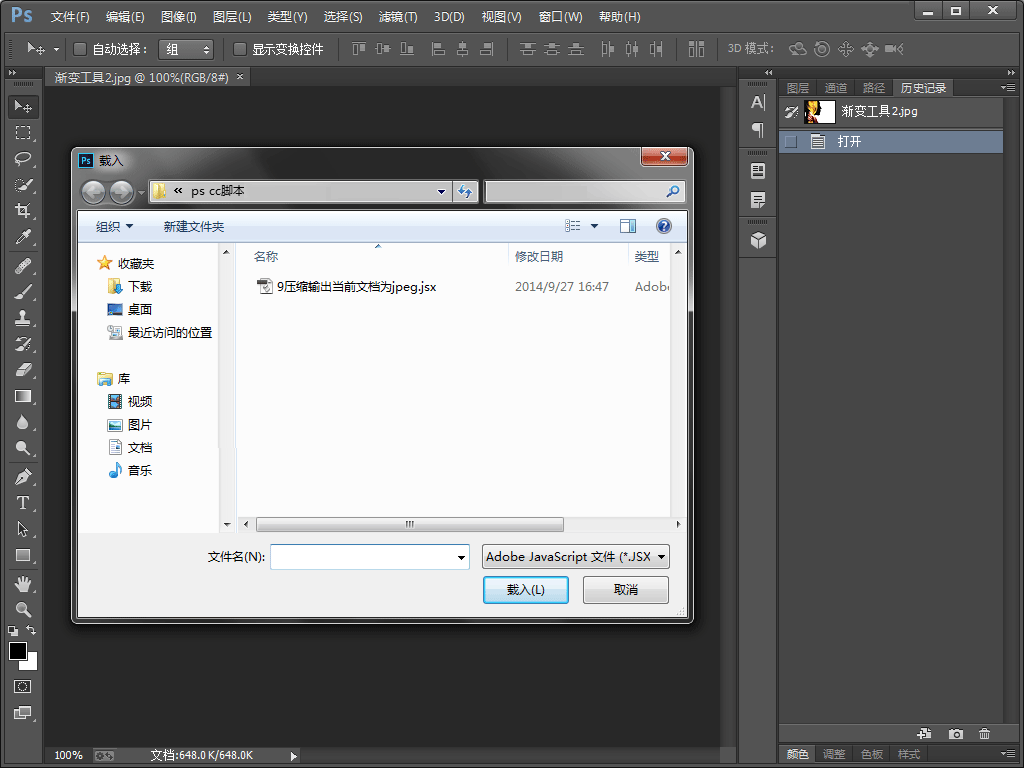 Ps 文件(F) 编辑(E) 图像(I) 图层(L) 类型(Y) 选择(S) 滤镜(T) 3D(D) 视图(V) 窗口(W) 帮助(H)
自动选择： 组 显示变换控件 3D 模式：
渐变工具2.jpg @ 100%(RGB/8#) ×
图层 通道 路径 历史记录
渐变工具2.jpg
打开
Ps 载入
« ps cc脚本
组织 新建文件夹
名称 修改日期 类型
收藏夹
下载
桌面
最近访问的位置
库
视频
图片
文档
音乐
9压缩输出当前文档为jpeg.jsx 2014/9/27 16:47 Adob
文件名(N): Adobe JavaScript 文件 (*.JSX
载入(L) 取消
100% 文档:648.0K/648.0K
颜色 调整 色板 样式